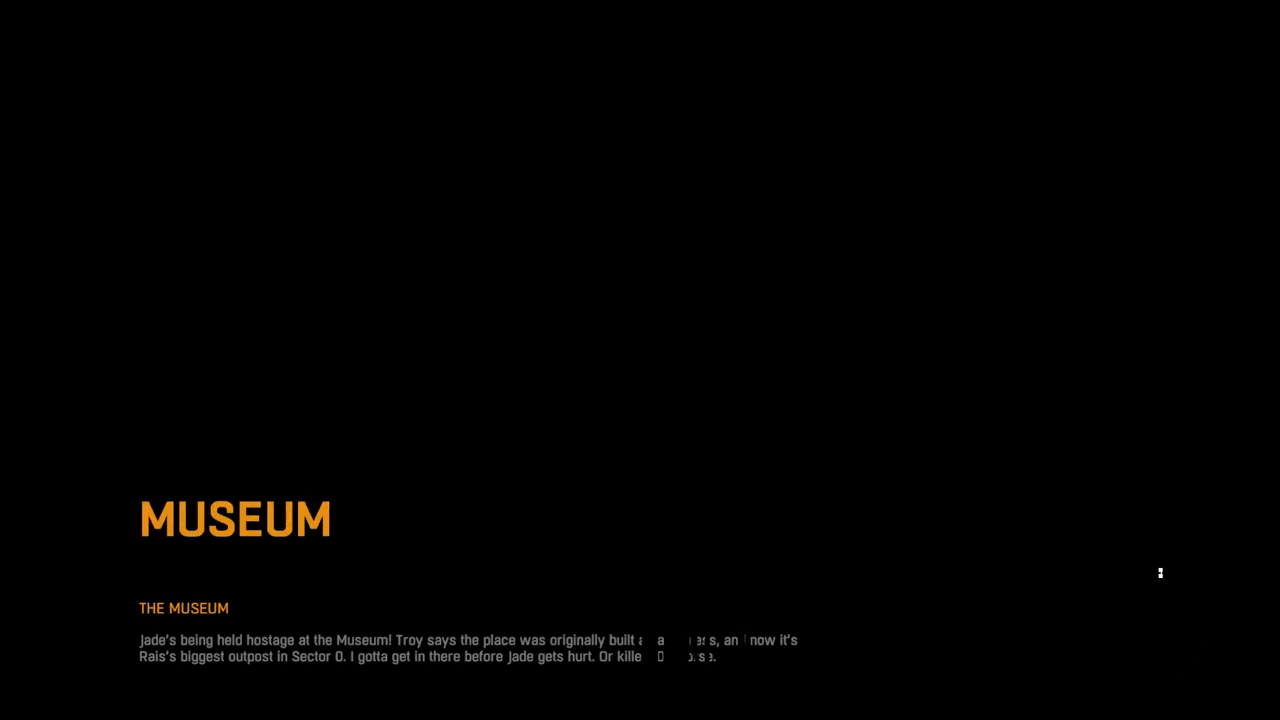 MUSEUM
THE MUSEUM
Jade's being held hostage at the Museum! Troy says the place was originally built a now it's
Rais's biggest outpost in Sector 0. I gotta get in there before Jade gets hurt. Or